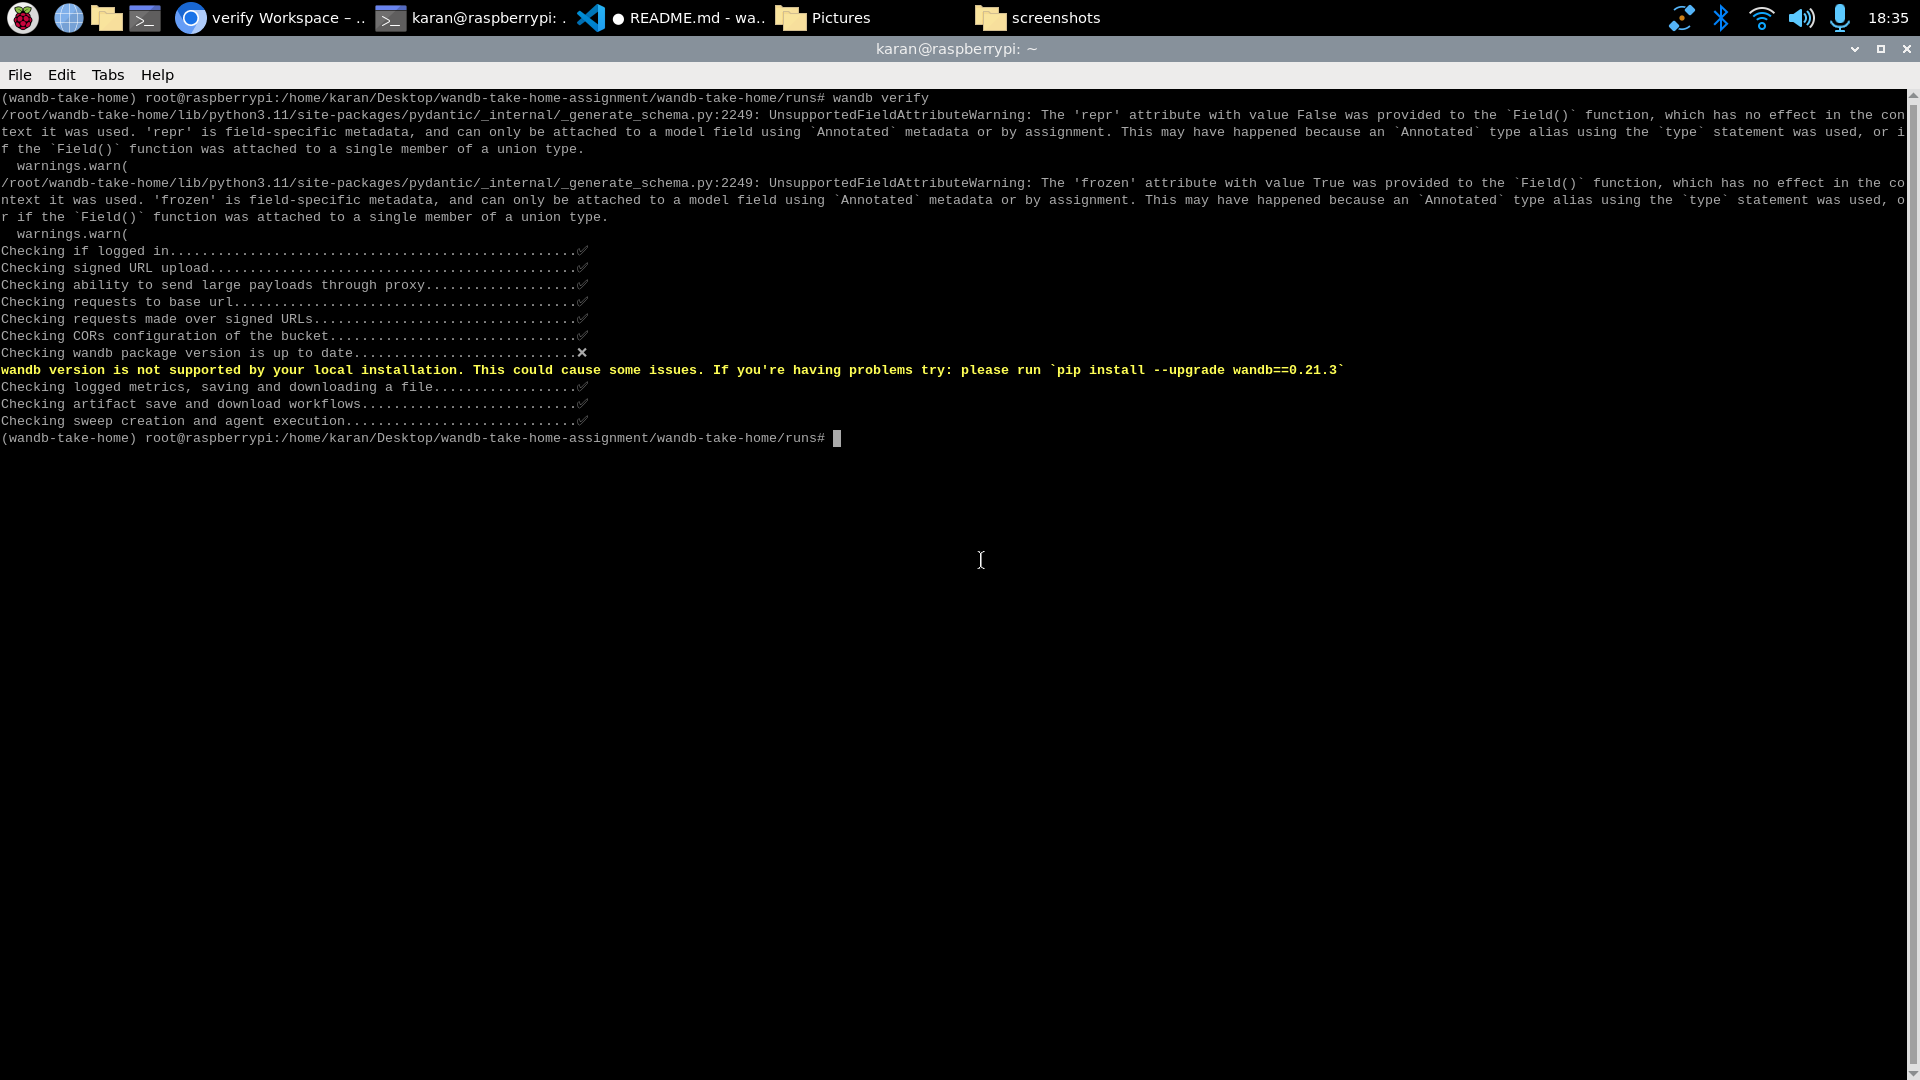 verify Workspace – ..
karan@raspberrypi: .
● README.md - wa..
Pictures
screenshots
18:35
karan@raspberrypi: ~
File Edit Tabs Help
(wandb-take-home) root@raspberrypi:/home/karan/Desktop/wandb-take-home-assignment/wandb-take-home/runs# wandb verify
/root/wandb-take-home/lib/python3.11/site-packages/pydantic/_internal/_generate_schema.py:2249: UnsupportedFieldAttributeWarning: The 'repr' attribute with value False was provided to the `Field()` function, which has no effect in the con
text it was used. 'repr' is field-specific metadata, and can only be attached to a model field using `Annotated` metadata or by assignment. This may have happened because an `Annotated` type alias using the `type` statement was used, or i
f the `Field()` function was attached to a single member of a union type.
  warnings.warn(
/root/wandb-take-home/lib/python3.11/site-packages/pydantic/_internal/_generate_schema.py:2249: UnsupportedFieldAttributeWarning: The 'frozen' attribute with value True was provided to the `Field()` function, which has no effect in the co
ntext it was used. 'frozen' is field-specific metadata, and can only be attached to a model field using `Annotated` metadata or by assignment. This may have happened because an `Annotated` type alias using the `type` statement was used, o
r if the `Field()` function was attached to a single member of a union type.
  warnings.warn(
Checking if logged in...................................................✅
Checking signed URL upload..............................................✅
Checking ability to send large payloads through proxy...................✅
Checking requests to base url...........................................✅
Checking requests made over signed URLs.................................✅
Checking CORs configuration of the bucket...............................✅
Checking wandb package version is up to date............................❌
wandb version is not supported by your local installation. This could cause some issues. If you're having problems try: please run `pip install --upgrade wandb==0.21.3`
Checking logged metrics, saving and downloading a file..................✅
Checking artifact save and download workflows...........................✅
Checking sweep creation and agent execution.............................✅
(wandb-take-home) root@raspberrypi:/home/karan/Desktop/wandb-take-home-assignment/wandb-take-home/runs#